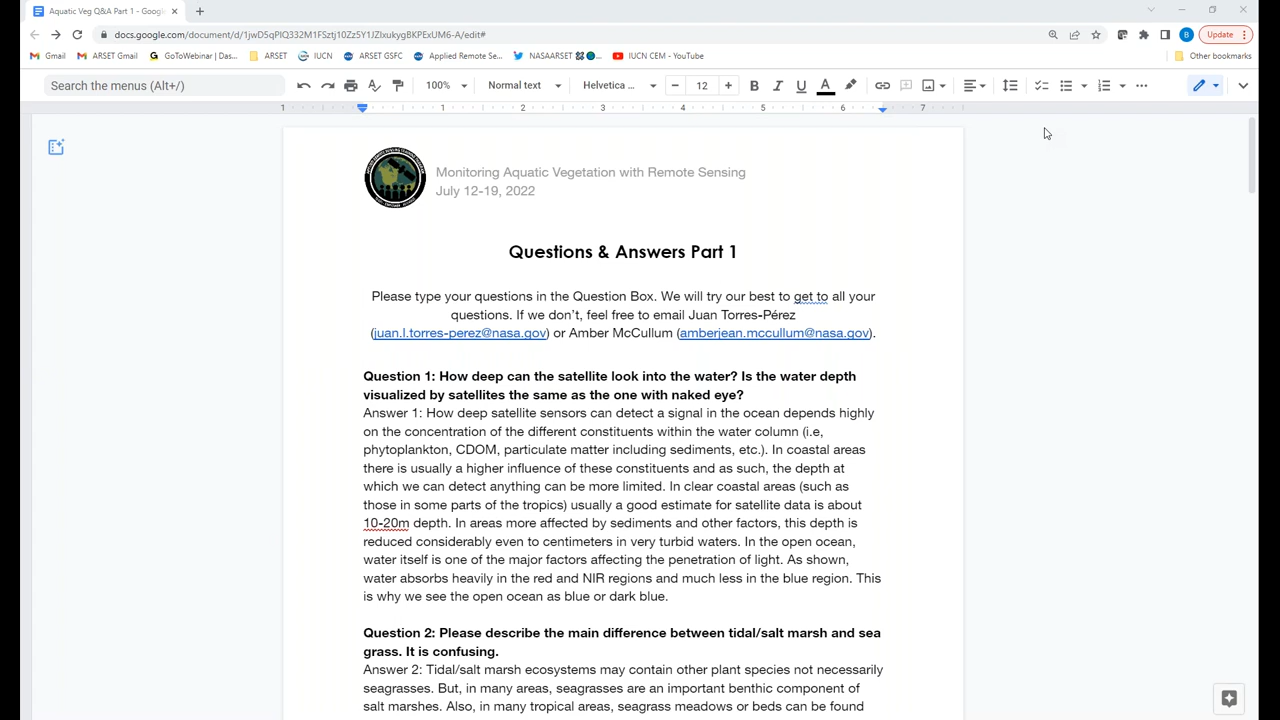 Aquatic Veg Q&A Part 1 - Google
docs.google.com/document/d/1jwD5qPIQ332M1FSztj10Zz5Y1JZIxukygBKPExUM6-A/edit#
Update
Gmail
ARSET Gmail
GoToWebinar | Das...
ARSET
IUCN
ARSET GSFC
Applied Remote Se...
NASAARSET
IUCN CEM - YouTube
Other bookmarks
Search the menus (Alt+/)
100%
Normal text
Helvetica ...
12
B I U A
1 1 2 3 4 5 6 7
Monitoring Aquatic Vegetation with Remote Sensing
July 12-19, 2022
Questions & Answers Part 1
Please type your questions in the Question Box. We will try our best to get to all your
questions. If we don't, feel free to email Juan Torres-Pérez
(juan.l.torres-perez@nasa.gov) or Amber McCullum (amberjean.mccullum@nasa.gov).
Question 1: How deep can the satellite look into the water? Is the water depth
visualized by satellites the same as the one with naked eye?
Answer 1: How deep satellite sensors can detect a signal in the ocean depends highly
on the concentration of the different constituents within the water column (i.e,
phytoplankton, CDOM, particulate matter including sediments, etc.). In coastal areas
there is usually a higher influence of these constituents and as such, the depth at
which we can detect anything can be more limited. In clear coastal areas (such as
those in some parts of the tropics) usually a good estimate for satellite data is about
10-20m depth. In areas more affected by sediments and other factors, this depth is
reduced considerably even to centimeters in very turbid waters. In the open ocean,
water itself is one of the major factors affecting the penetration of light. As shown,
water absorbs heavily in the red and NIR regions and much less in the blue region. This
is why we see the open ocean as blue or dark blue.
Question 2: Please describe the main difference between tidal/salt marsh and sea
grass. It is confusing.
Answer 2: Tidal/salt marsh ecosystems may contain other plant species not necessarily
seagrasses. But, in many areas, seagrasses are an important benthic component of
salt marshes. Also, in many tropical areas, seagrass meadows or beds can be found